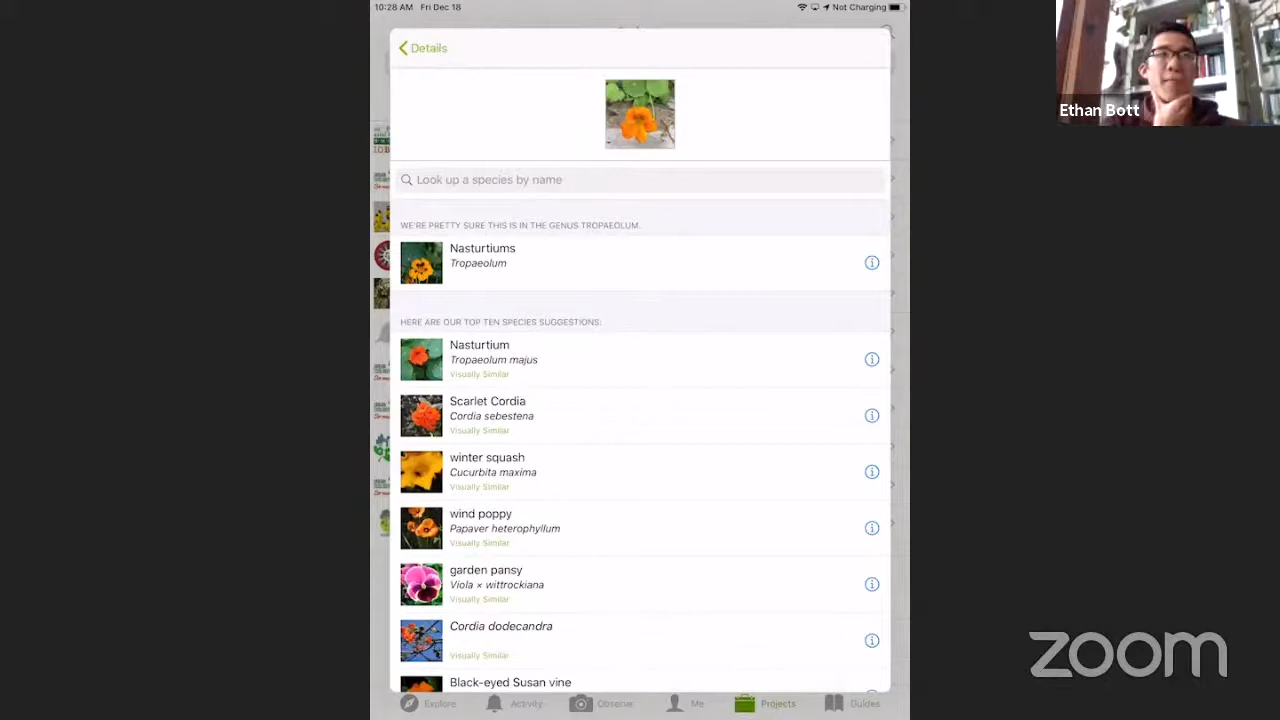 10:28 AM Fri Dec 18
Not Charging
Details
Ethan Bott
Look up a species by name
WE'RE PRETTY SURE THIS IS IN THE GENUS TROPAEOLUM.
Nasturtiums
Tropaeolum
HERE ARE OUR TOP TEN SPECIES SUGGESTIONS:
Nasturtium
Tropaeolum majus
Visually Similar
Scarlet Cordia
Cordia sebestena
Visually Similar
winter squash
Cucurbita maxima
Visually Similar
wind poppy
Papaver heterophyllum
Visually Similar
garden pansy
Viola × wittrockiana
Visually Similar
Cordia dodecandra
Visually Similar
Black-eyed Susan vine
Explore
Activity
Observe
Me
Projects
Guides
zoom